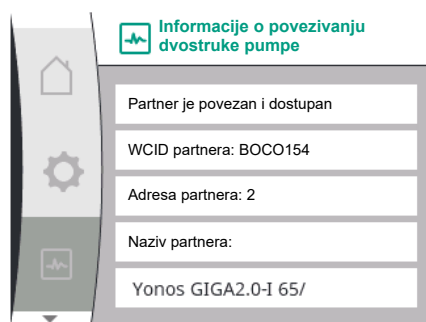 Informacije o povezivanju
dvostruke pumpe
Partner je povezan i dostupan
WCID partnera: BOCO154
Adresa partnera: 2
Naziv partnera:
Yonos GIGA2.0-I 65/